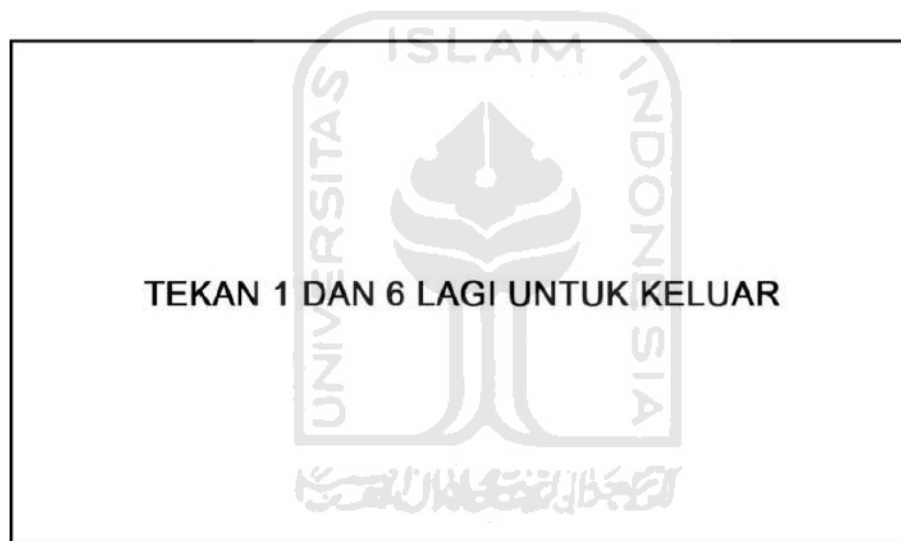 ISLAM
UNIVERSITAS
INDONESIA
TEKAN 1 DAN 6 LAGI UNTUK KELUAR